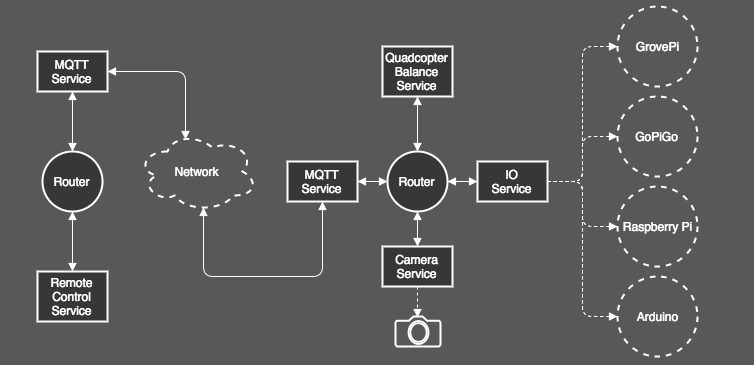 MQTT
Service
Router
Remote
Control
Service
Network
MQTT
Service
Quadcopter
Balance
Service
Router
Camera
Service
IO
Service
GrovePi
GoPiGo
Raspberry Pi
Arduino